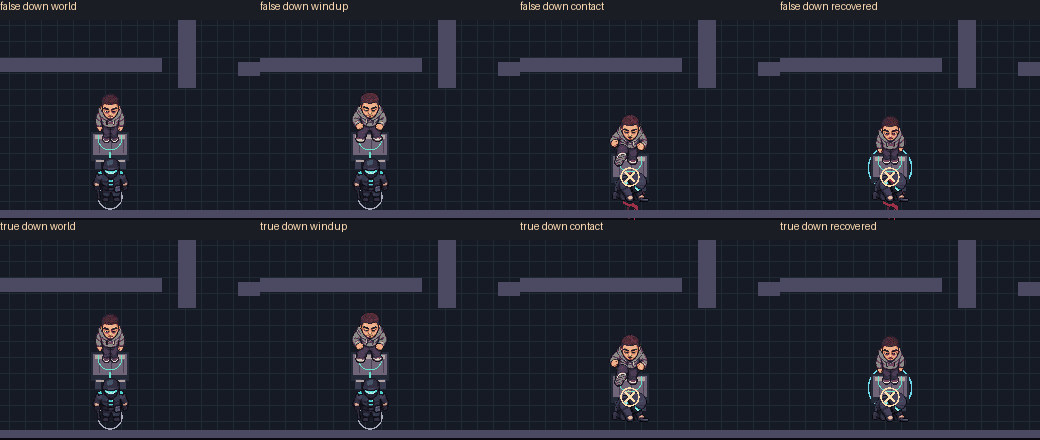 false down world
false down windup
false down contact
false down recovered
true down world
true down windup
true down contact
true down recovered